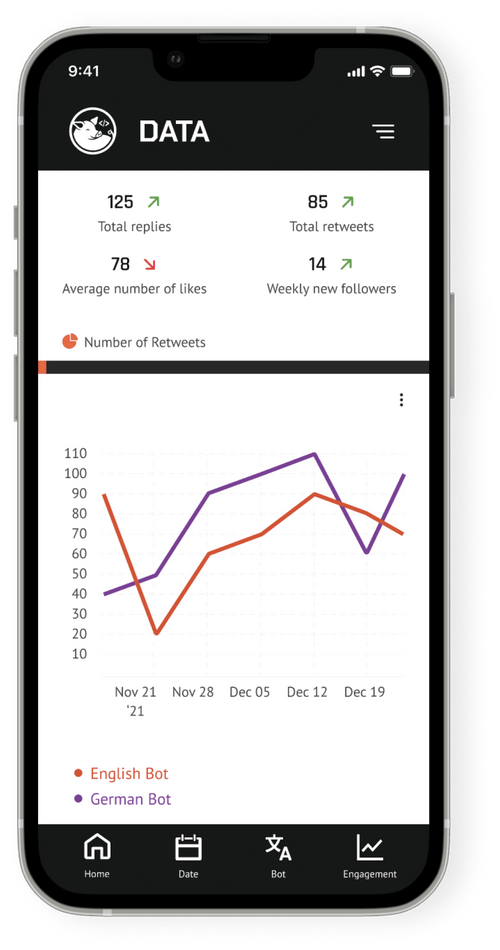 9:41
</>
DATA
125
Total replies
85
Total retweets
78
Average number of likes
14
Weekly new followers
Number of Retweets
110
100
90
80
70
60
50
40
30
20
10
Nov 21 Nov 28 Dec 05 Dec 12 Dec 19
‘21
English Bot
German Bot
Home Date Bot Engagement
文A